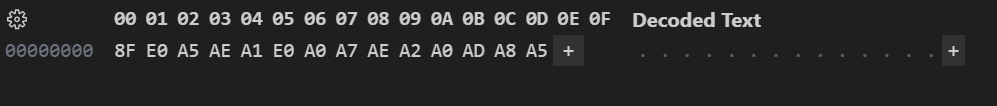 00 01 02 03 04 05 06 07 08 09 0A 0B 0C 0D 0E 0F Decoded Text
00000000 8F E0 A5 AE A1 E0 A0 A7 AE A2 A0 AD A8 A5 + . . . . . . . . . . . . . . +